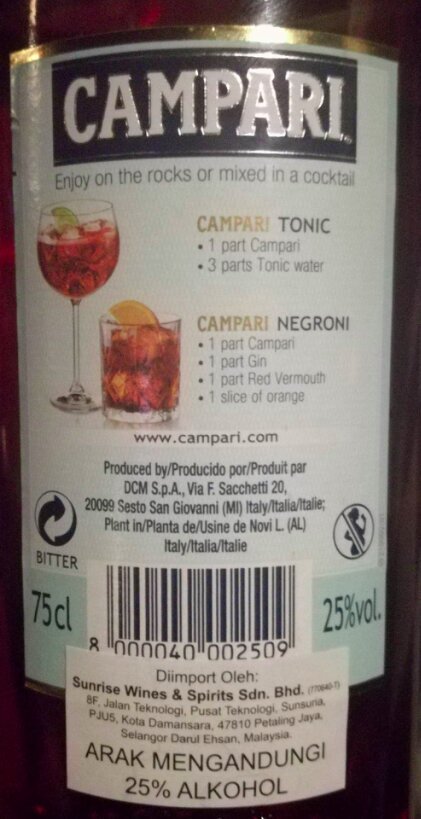 CAMPARI
Enjoy on the rocks or mixed in a cocktail
CAMPARI TONIC
• 1 part Campari
• 3 parts Tonic water
CAMPARI NEGRONI
• 1 part Campari
• 1 part Gin
• 1 part Red Vermouth
• 1 slice of orange
www.campari.com
Produced by/Producido por/Produit par
DCM S.p.A., Via F. Sacchetti 20,
20099 Sesto San Giovanni (MI) Italy/Italia/Italie;
Plant in/Planta de/Usine de Novi L. (AL)
Italy/Italia/Italie
BITTER
75cl
25%vol.
8 000040 002509
Diimport Oleh:
Sunrise Wines & Spirits Sdn. Bhd. (770640-T)
8F, Jalan Teknologi, Pusat Teknologi, Sunsuria,
PJU5, Kota Damansara, 47810 Petaling Jaya,
Selangor Darul Ehsan, Malaysia.
ARAK MENGANDUNGI
25% ALKOHOL